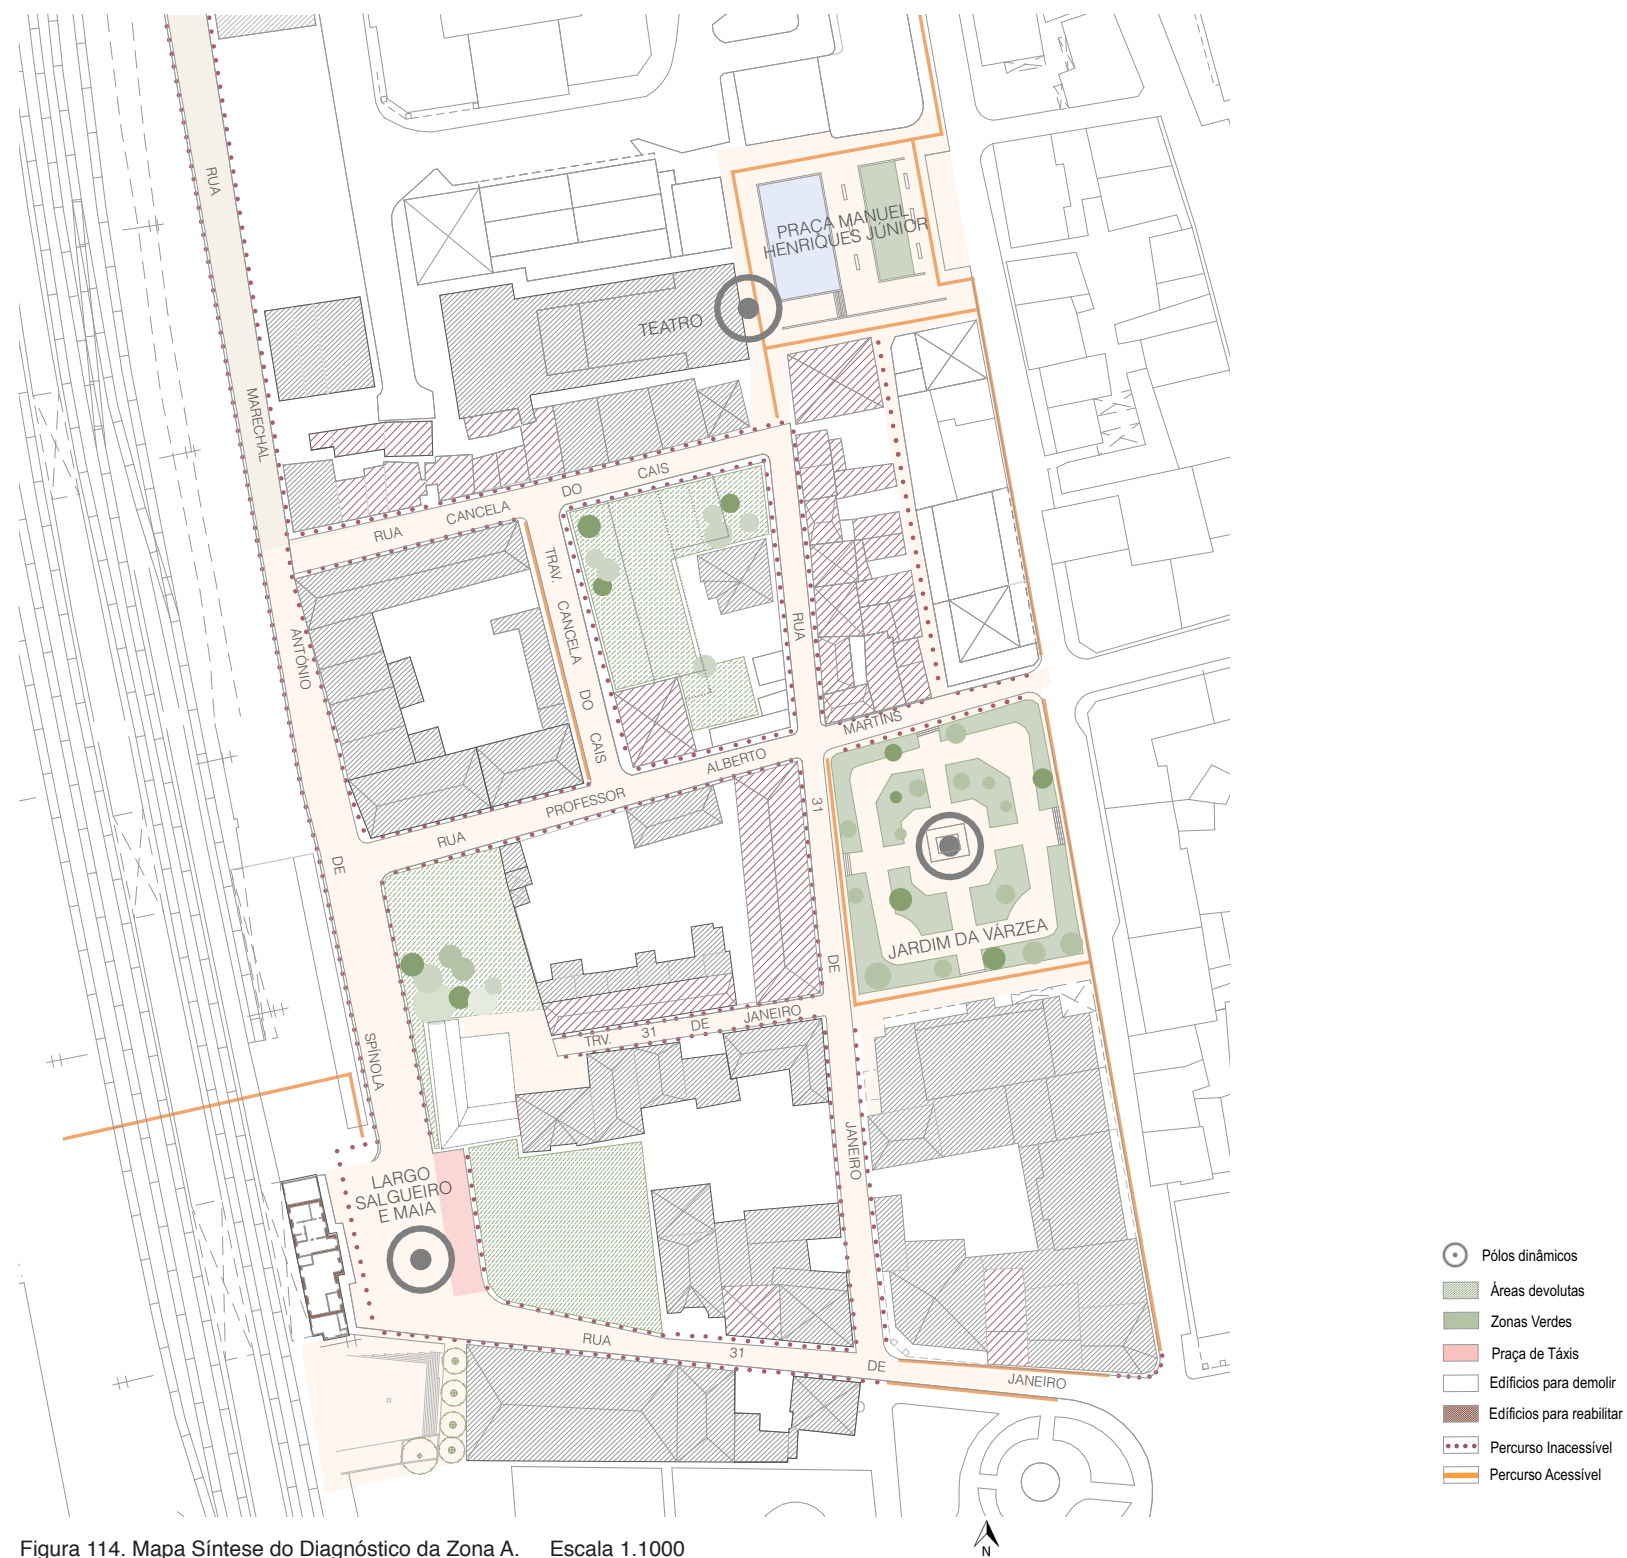 RUA
MARECHAL
ANTÓNIO
DE
SPÍNOLA
PRAÇA MANUEL
HENRIQUES JÚNIOR
TEATRO
RUA
CANCELA
DO
CAIS
TRAV.
CANCELA
DO
CAIS
RUA
31
DE
JANEIRO
RUA
PROFESSOR
ALBERTO
MARTINS
JARDIM DA VÁRZEA
TRV.
31
DE
JANEIRO
LARGO
SALGUEIRO
E MAIA
RUA
31
DE
JANEIRO
Pólos dinâmicos
Áreas devolutas
Zonas Verdes
Praça de Táxis
Edifícios para demolir
Edifícios para reabilitar
Percurso Inacessível
Percurso Acessível
N
Figura 114. Mapa Síntese do Diagnóstico da Zona A. Escala 1.1000